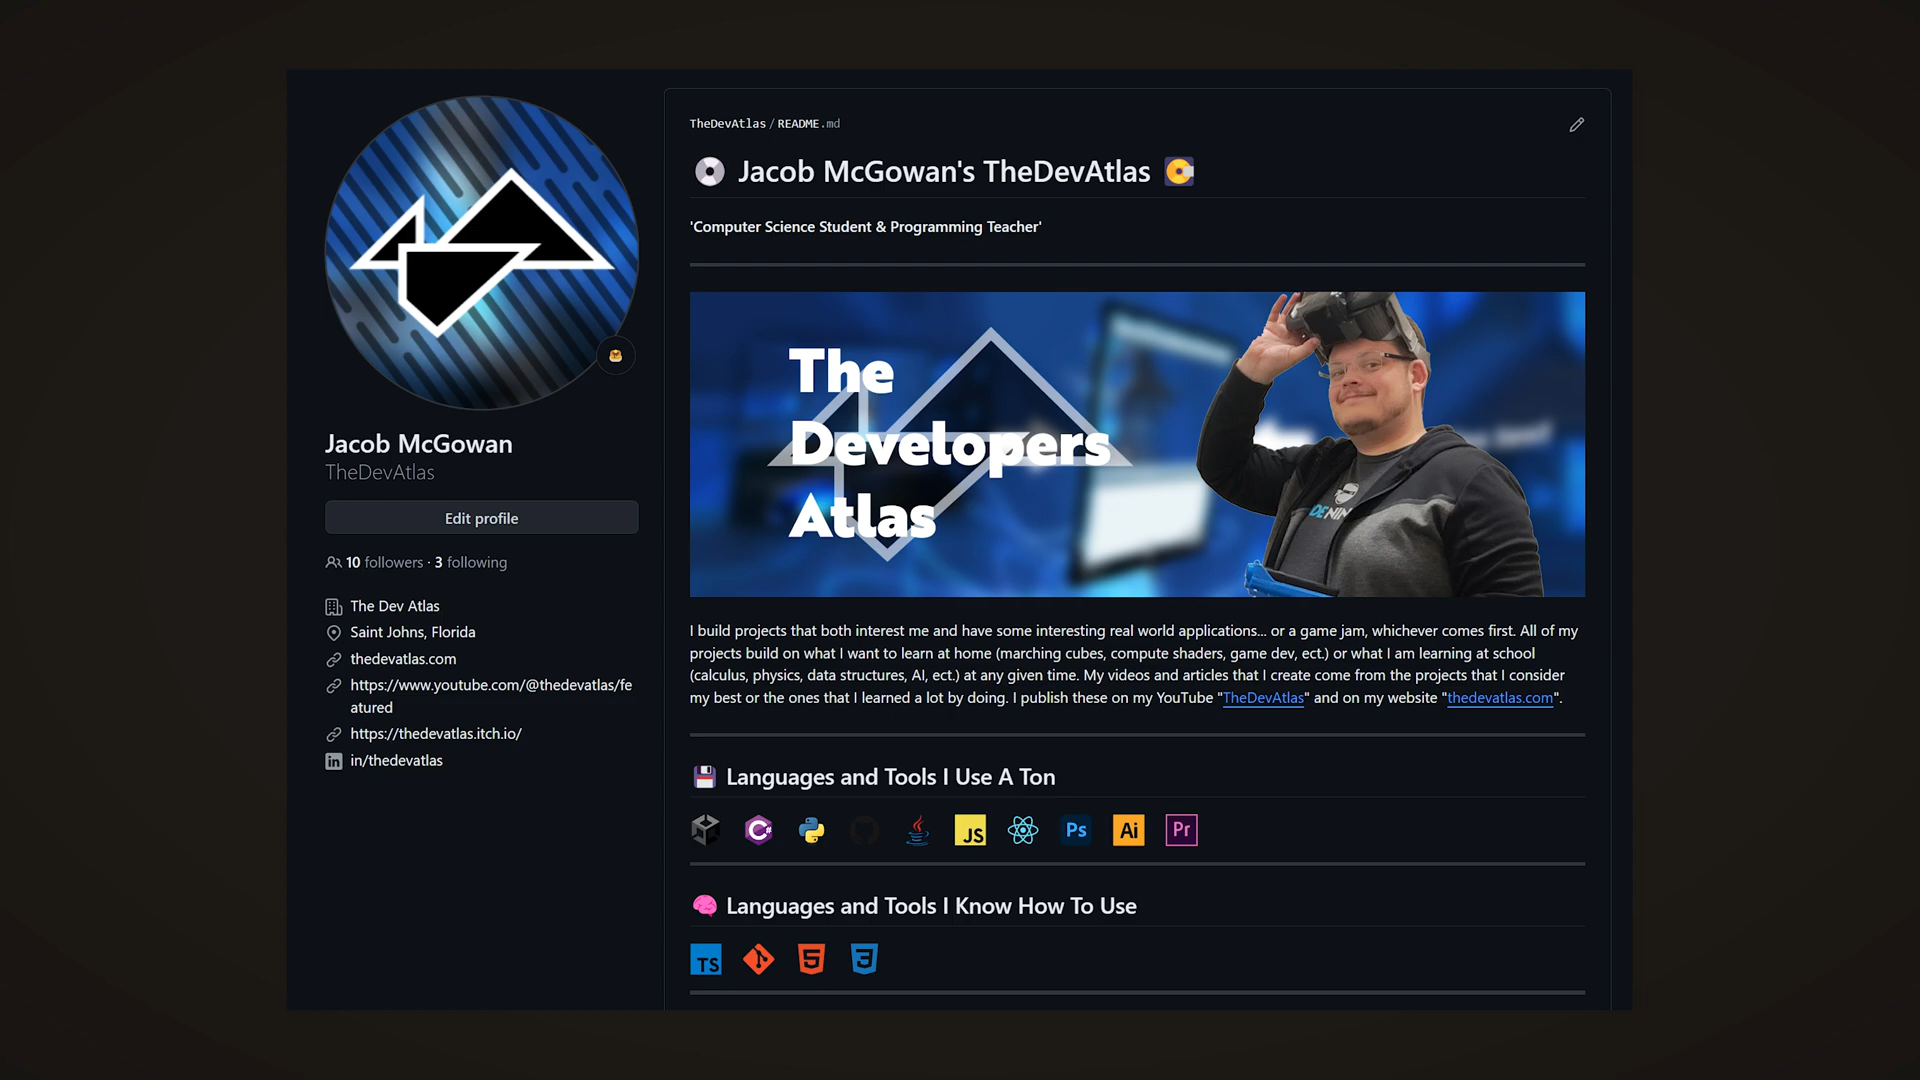 TheDevAtlas / README.md
Jacob McGowan's TheDevAtlas
'Computer Science Student & Programming Teacher'
The
Developers
Atlas
I build projects that both interest me and have some interesting real world applications... or a game jam, whichever comes first. All of my
projects build on what I want to learn at home (marching cubes, compute shaders, game dev, ect.) or what I am learning at school
(calculus, physics, data structures, AI, ect.) at any given time. My videos and articles that I create come from the projects that I consider
my best or the ones that I learned a lot by doing. I publish these on my YouTube "TheDevAtlas" and on my website "thedevatlas.com".
Languages and Tools I Use A Ton
C#
JS
Ps
Ai
Pr
Languages and Tools I Know How To Use
TS
5
3
Jacob McGowan
TheDevAtlas
Edit profile
10 followers · 3 following
The Dev Atlas
Saint Johns, Florida
thedevatlas.com
https://www.youtube.com/@thedevatlas/fe
atured
https://thedevatlas.itch.io/
in in/thedevatlas